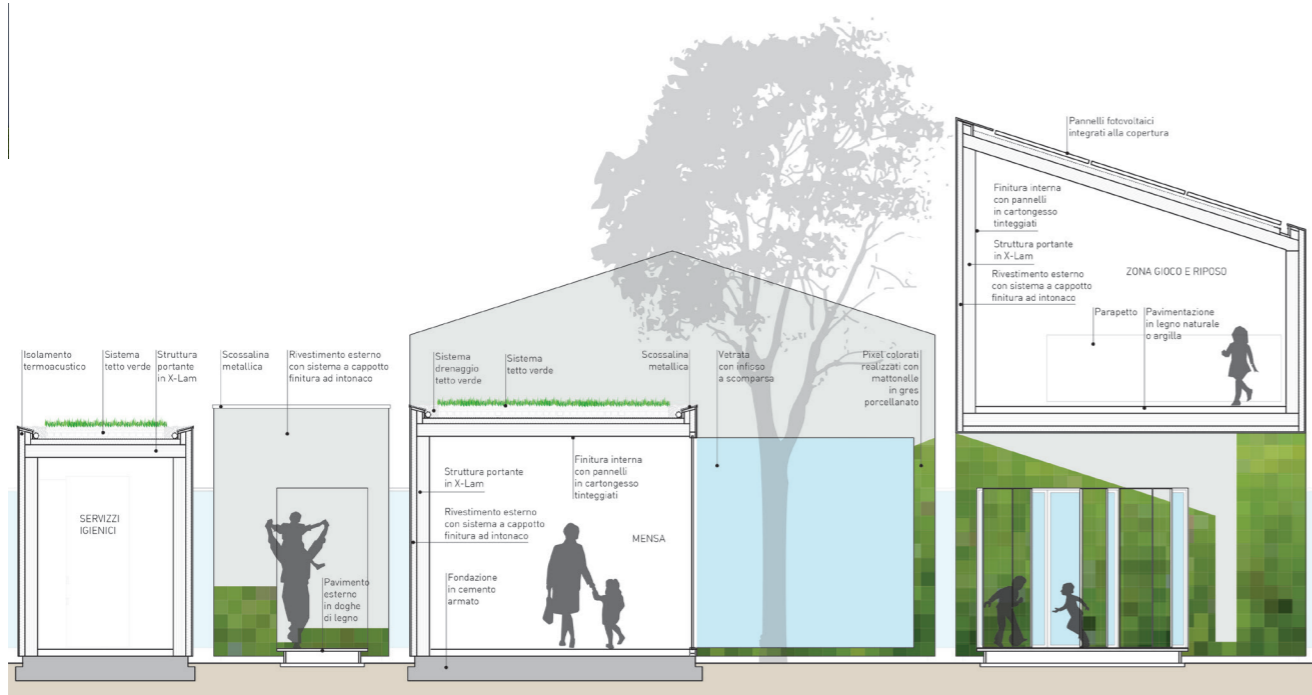 Pannelli fotovoltaici
integrati alla copertura
Finitura interna
con pannelli
in cartongesso
tinteggiati
Struttura portante
in X-Lam
Rivestimento esterno
con sistema a cappotto
finitura ad intonaco
ZONA GIOCO E RIPOSO
Parapetto
Pavimentazione
in legno naturale
o argilla
Isolamento
termoacustico
Sistema
tetto verde
Struttura
portante
in X-Lam
Scossalina
metallica
Rivestimento esterno
con sistema a cappotto
finitura ad intonaco
Sistema
drenaggio
tetto verde
Sistema
tetto verde
Scossalina
metallica
Vetrata
con infisso
a scomparsa
Pixel colorati
realizzati con
mattonelle
in gres
porcellanato
SERVIZZI
IGIENICI
Pavimento
esterno
in doghe
di legno
Struttura portante
in X-Lam
Rivestimento esterno
con sistema a cappotto
finitura ad intonaco
Fondazione
in cemento
armato
Finitura interna
con pannelli
in cartongesso
tinteggiati
MENSA